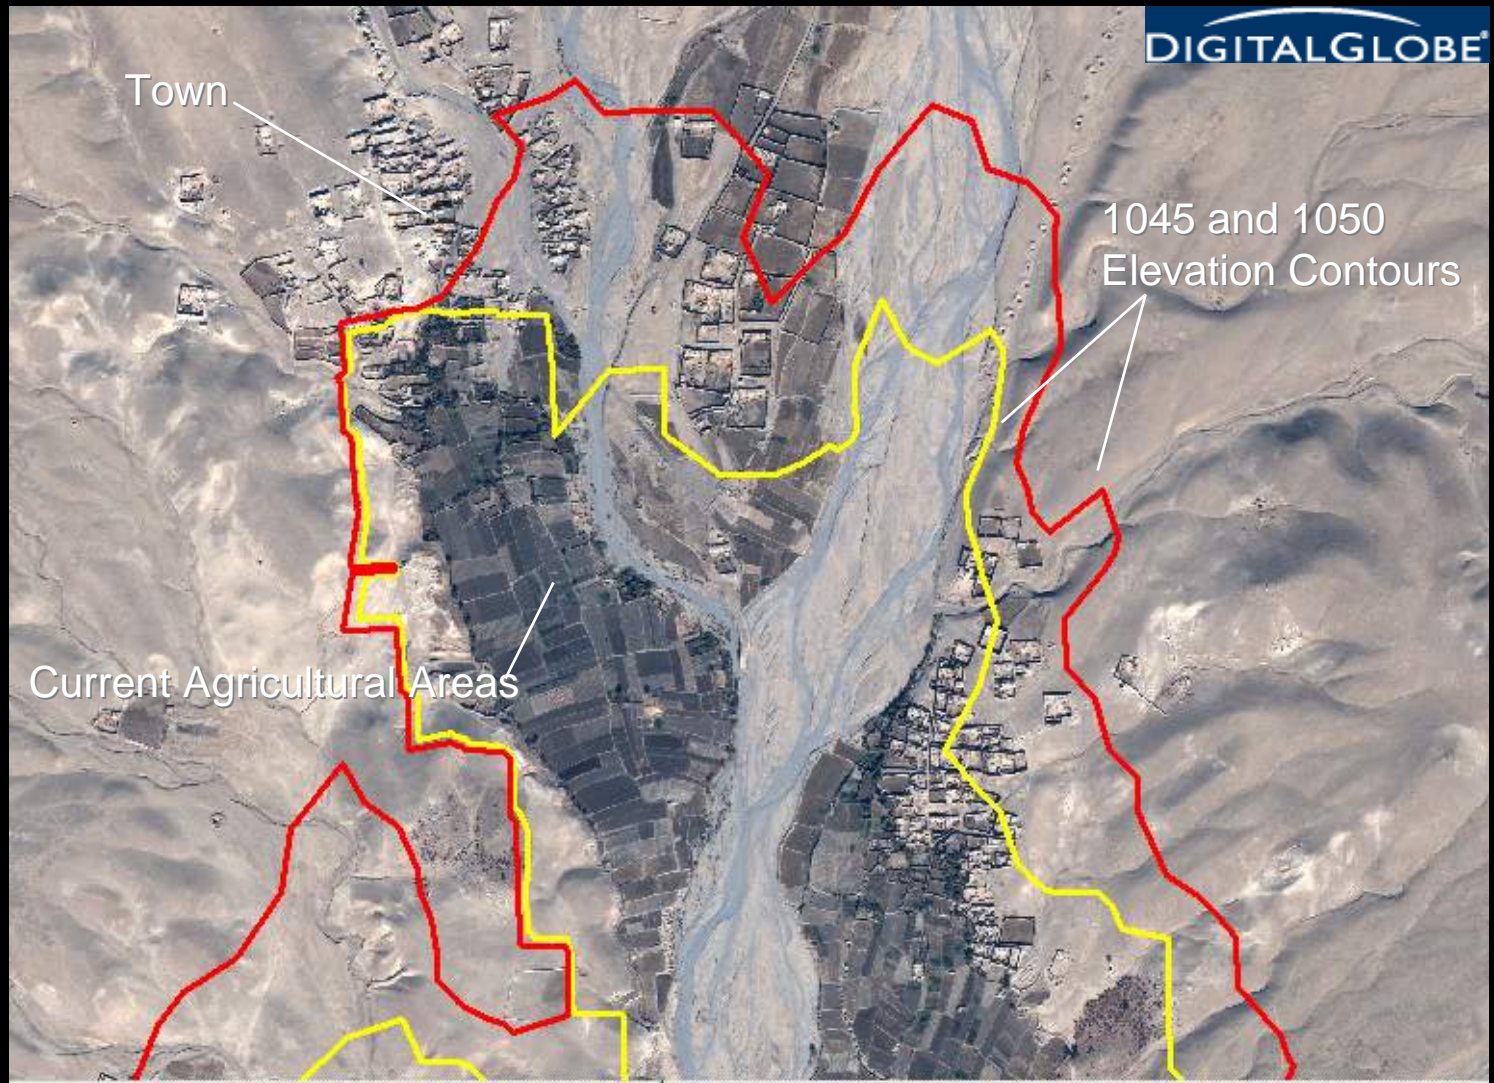 DIGITALGLOBE®
Town
1045 and 1050
Elevation Contours
Current Agricultural Areas